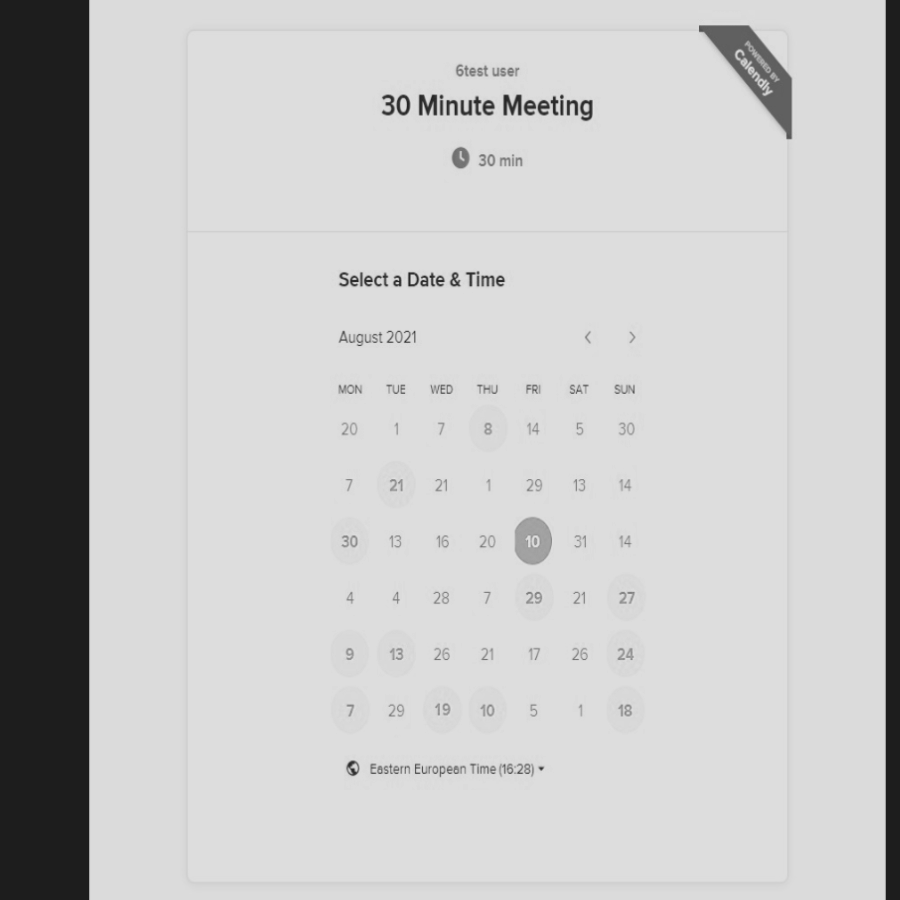 POWERED BY
Calendly
6test user
30 Minute Meeting
30 min
Select a Date & Time
August 2021
MON TUE WED THU FRI SAT SUN
20 1 7 8 14 5 30
7 21 21 1 29 13 14
30 13 16 20 10 31 14
4 4 28 7 29 21 27
9 13 26 21 17 26 24
7 29 19 10 5 1 18
Eastern European Time (16:28)